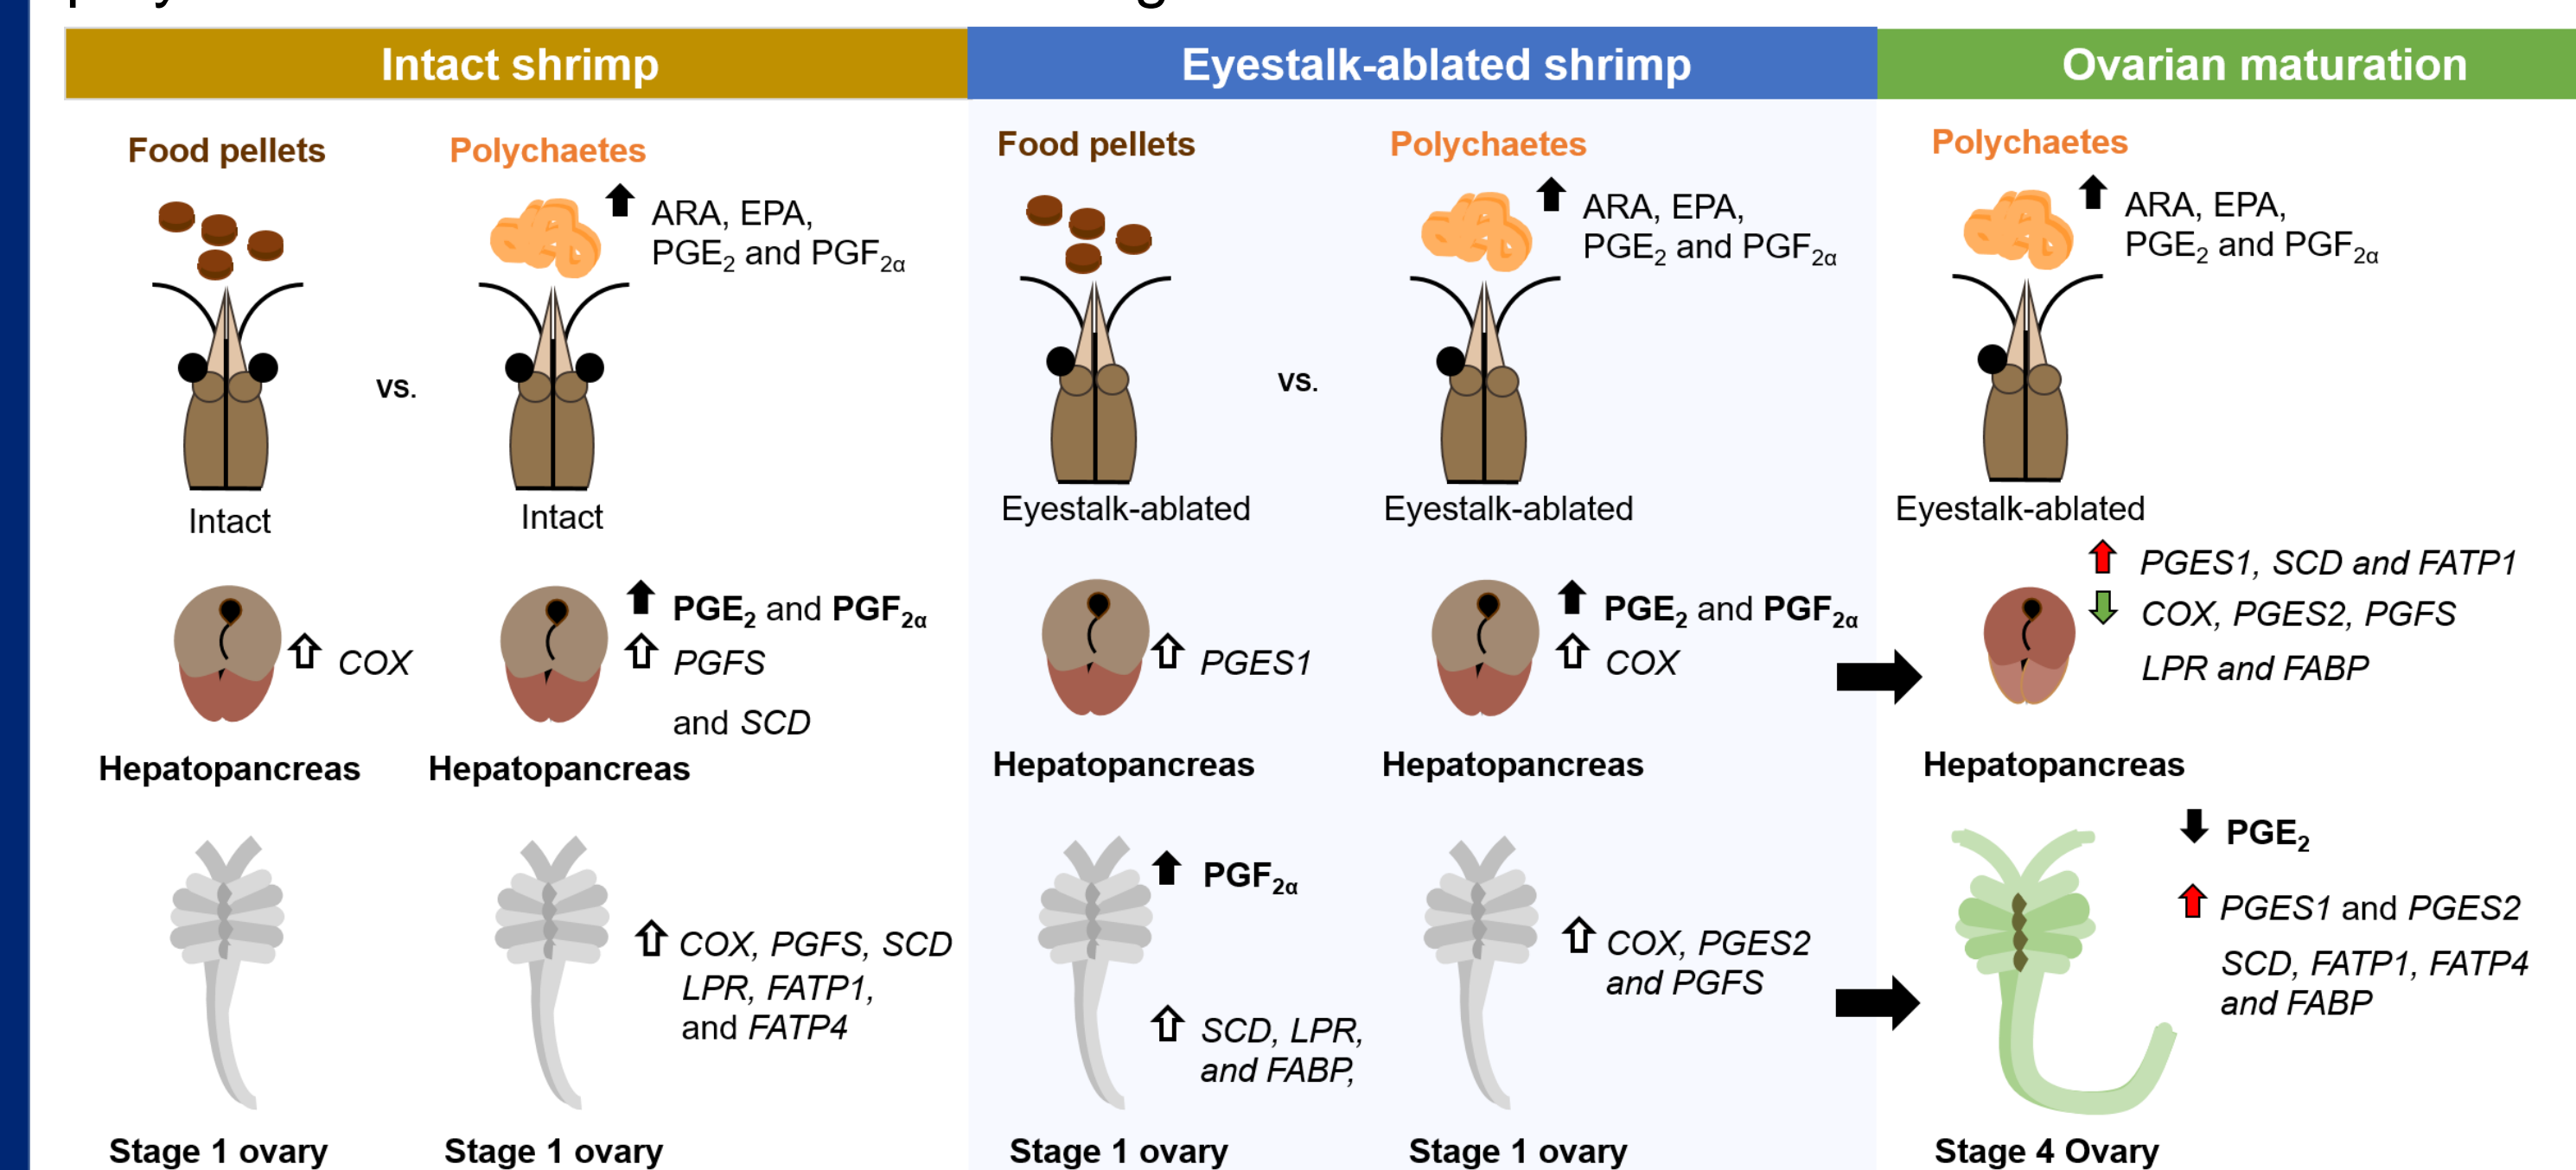 Intact shrimp
Eyestalk-ablated shrimp
Ovarian maturation
Food pellets
Polychaetes
ARA, EPA,
PGE2 and PGF2α
vs.
Intact
Intact
COX
Hepatopancreas
PGE2 and PGF2α
PGFS
and SCD
Hepatopancreas
COX, PGFS, SCD
LPR, FATP1,
and FATP4
Stage 1 ovary
Stage 1 ovary
Food pellets
Polychaetes
ARA, EPA,
PGE2 and PGF2α
vs.
Eyestalk-ablated
Eyestalk-ablated
PGES1
Hepatopancreas
PGE2 and PGF2α
COX
Hepatopancreas
PGF2α
SCD, LPR,
and FABP,
COX, PGES2
and PGFS
Stage 1 ovary
Stage 1 ovary
Polychaetes
ARA, EPA,
PGE2 and PGF2α
Eyestalk-ablated
PGES1, SCD and FATP1
COX, PGES2, PGFS
LPR and FABP
Hepatopancreas
PGE2
PGES1 and PGES2
SCD, FATP1, FATP4
and FABP
Stage 4 Ovary